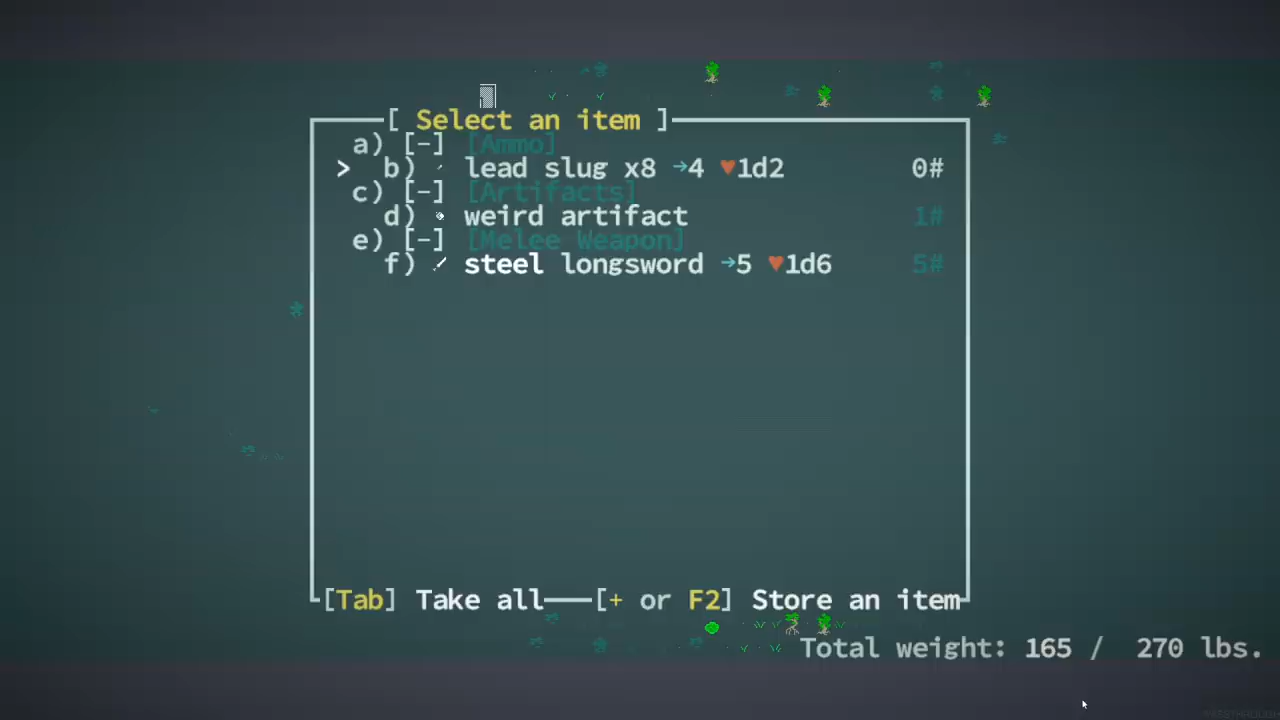 [ Select an item ]
a) [-] [Ammo]
> b) lead slug x8 →4 ♥1d2 0#
c) [-] [Artifacts]
d) weird artifact 1#
e) [-] [Melee Weapon]
f) steel longsword →5 ♥1d6 5#
[Tab] Take all [+ or F2] Store an item
Total weight: 165 / 270 lbs.